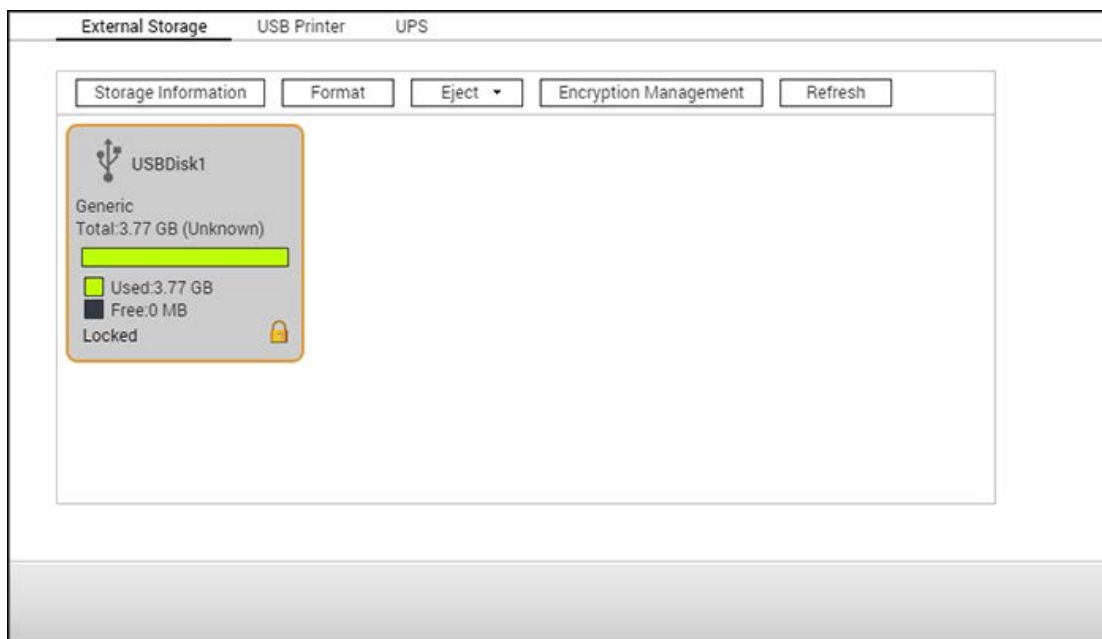 External Storage USB Printer UPS
Storage Information Format Eject Encryption Management Refresh
USBDisk1
Generic
Total:3.77 GB (Unknown)
Used:3.77 GB
Free:0 MB
Locked